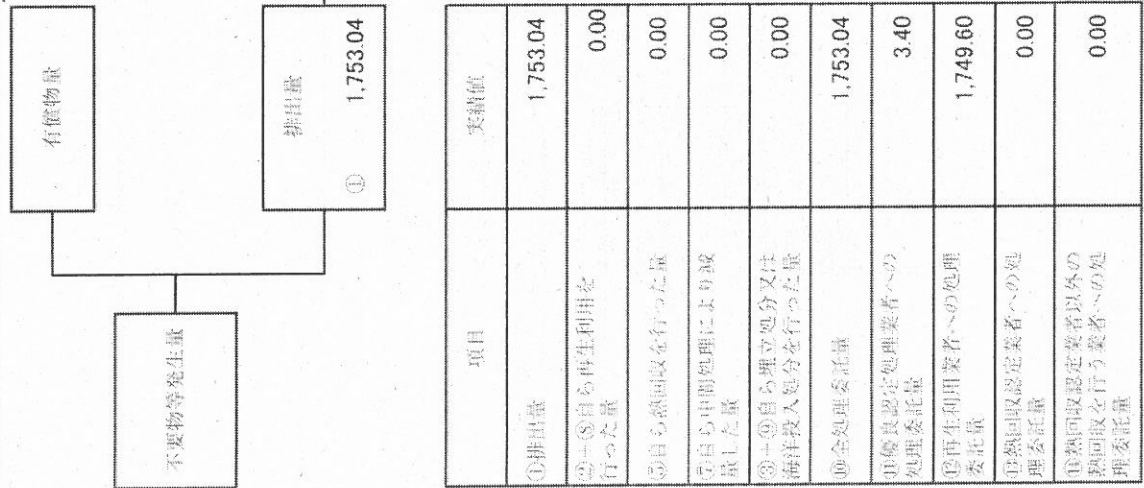 有償物量
不要物等発生量
排出量
① 1,753.04
項目 実績値
①排出量 1,753.04
②+⑧自ら再生利用を
行った量 0.00
⑤自ら熱回収を行った量 0.00
⑦自ら中間処理により減
量した量 0.00
③+⑨自ら埋立処分又は
海洋投入処分を行った量 0.00
⑩全処理委託量 1,753.04
⑪優良認定処理業者への
処理委託量 3.40
⑫再生利用業者への処理
委託量 1,749.60
⑬熱回収認定業者への処
理委託量 0.00
⑭熱回収認定業者以外の
熱回収を行う業者への処
理委託量 0.00